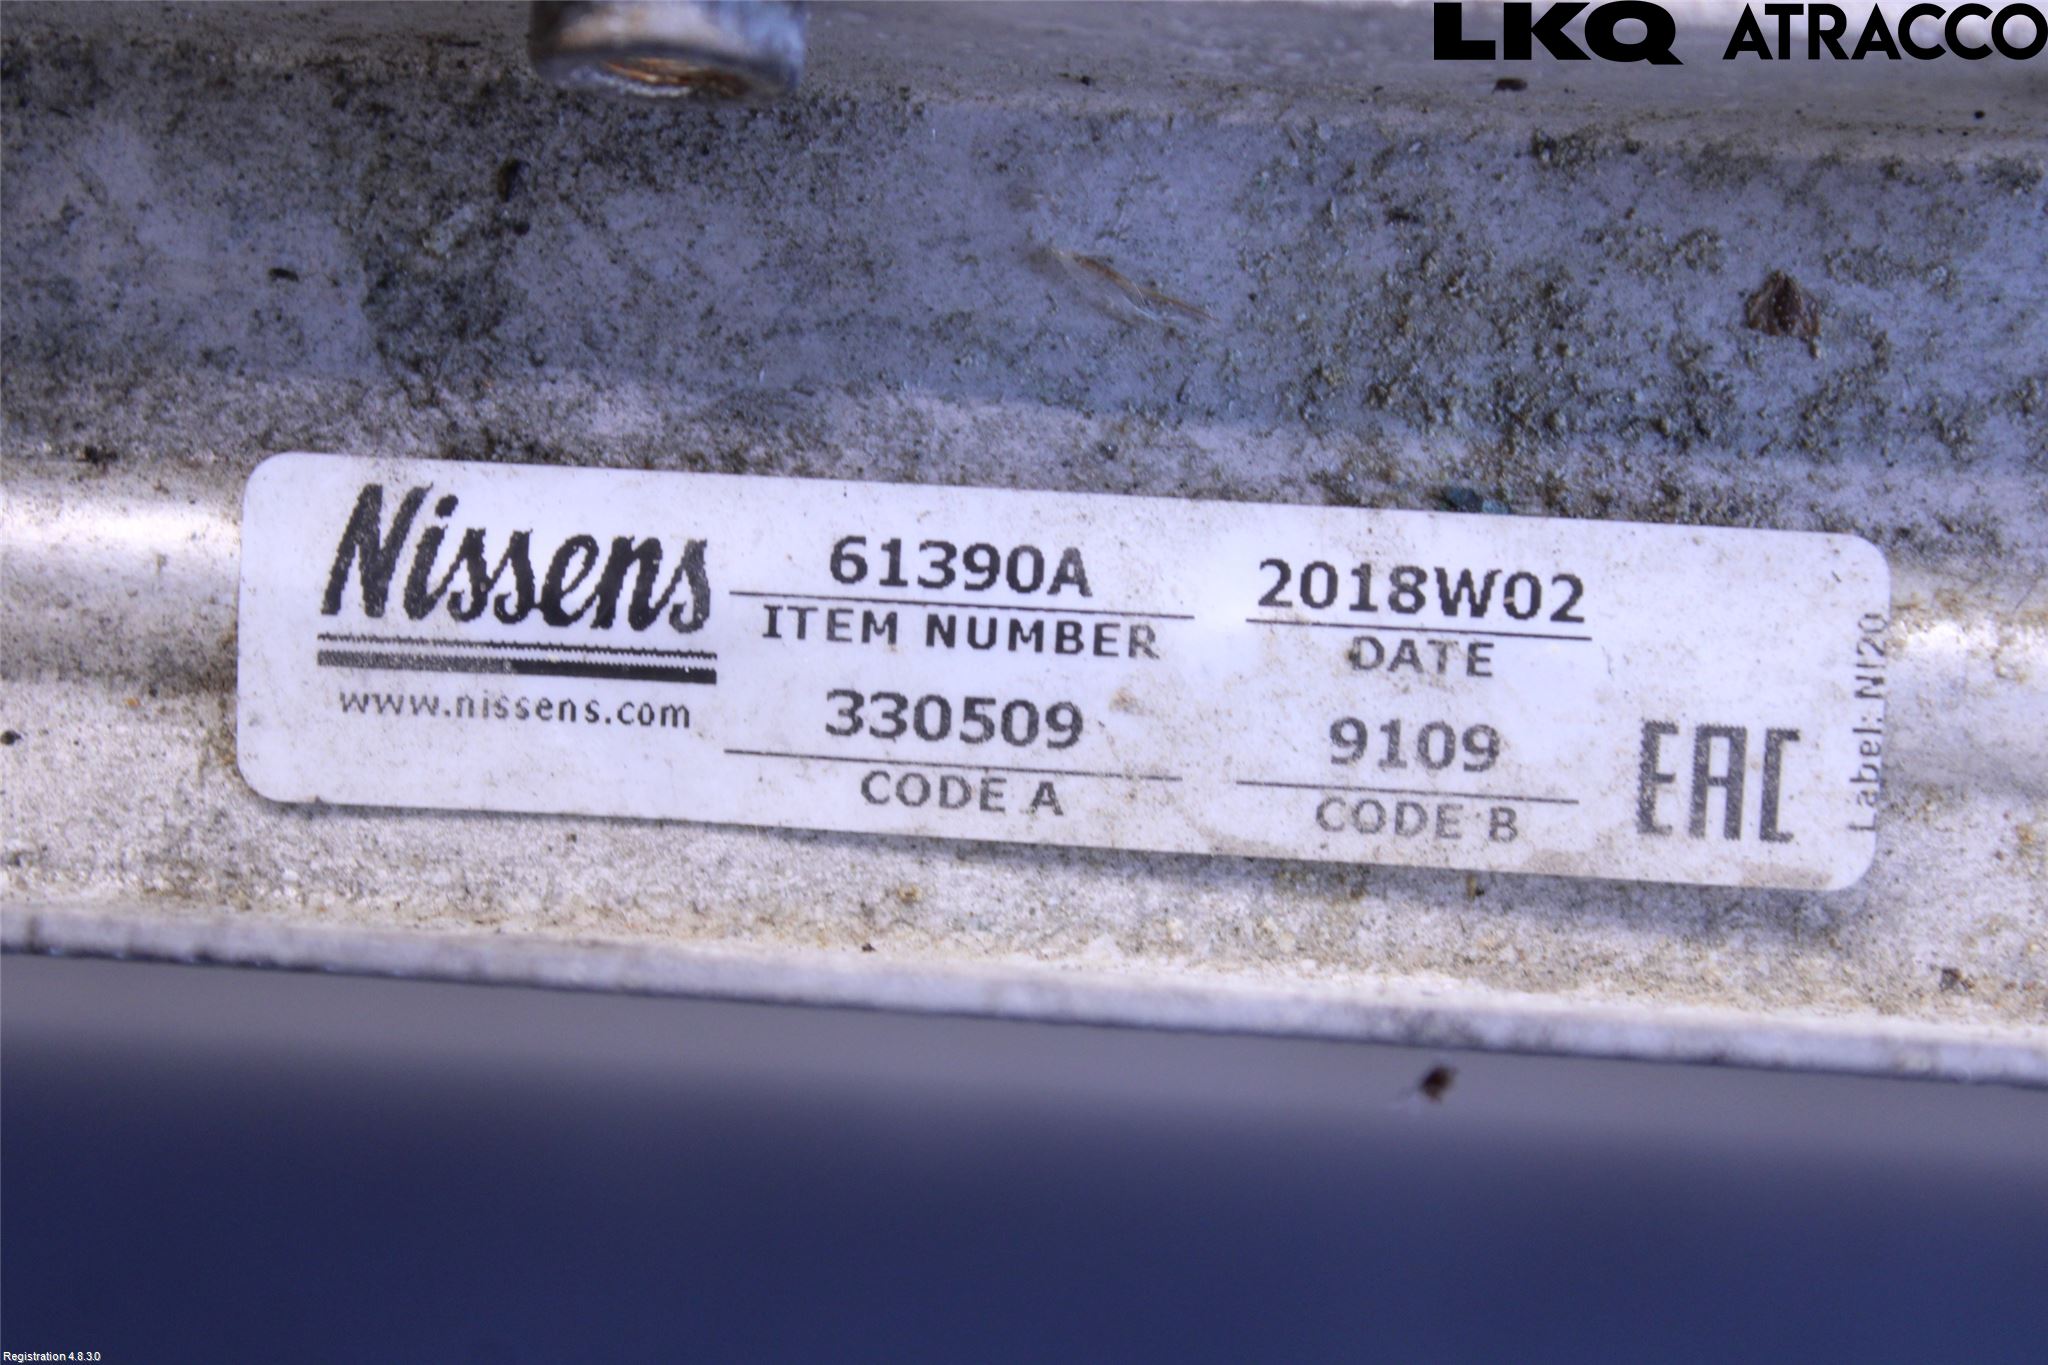 LKQ ATRACCO
Nissens
www.nissens.com
61390A
ITEM NUMBER
330509
CODE A
2018W02
DATE
9109
CODE B
EAC
Label: NI20
Registration 4.8.3.0